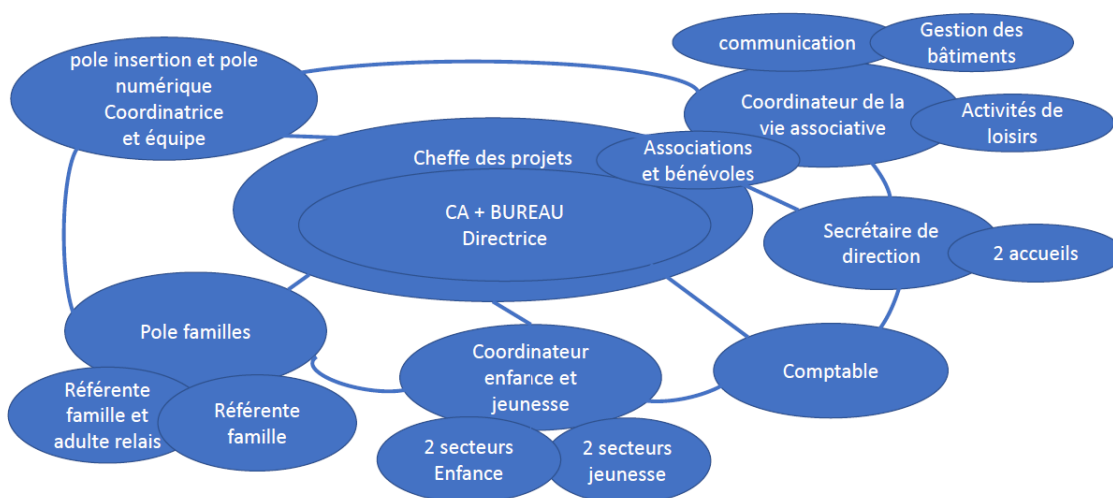 pole insertion et pole
numérique
Coordinatrice
et équipe
communication
Gestion des
bâtiments
Coordinateur de la
vie associative
Activités de
loisirs
Cheffe des projets
Associations
et bénévoles
CA + BUREAU
Directrice
Secrétaire de
direction
2 accueils
Pole familles
Coordinateur
enfance et
jeunesse
Comptable
Référente
famille et
adulte relais
Référente
famille
2 secteurs
Enfance
2 secteurs
jeunesse